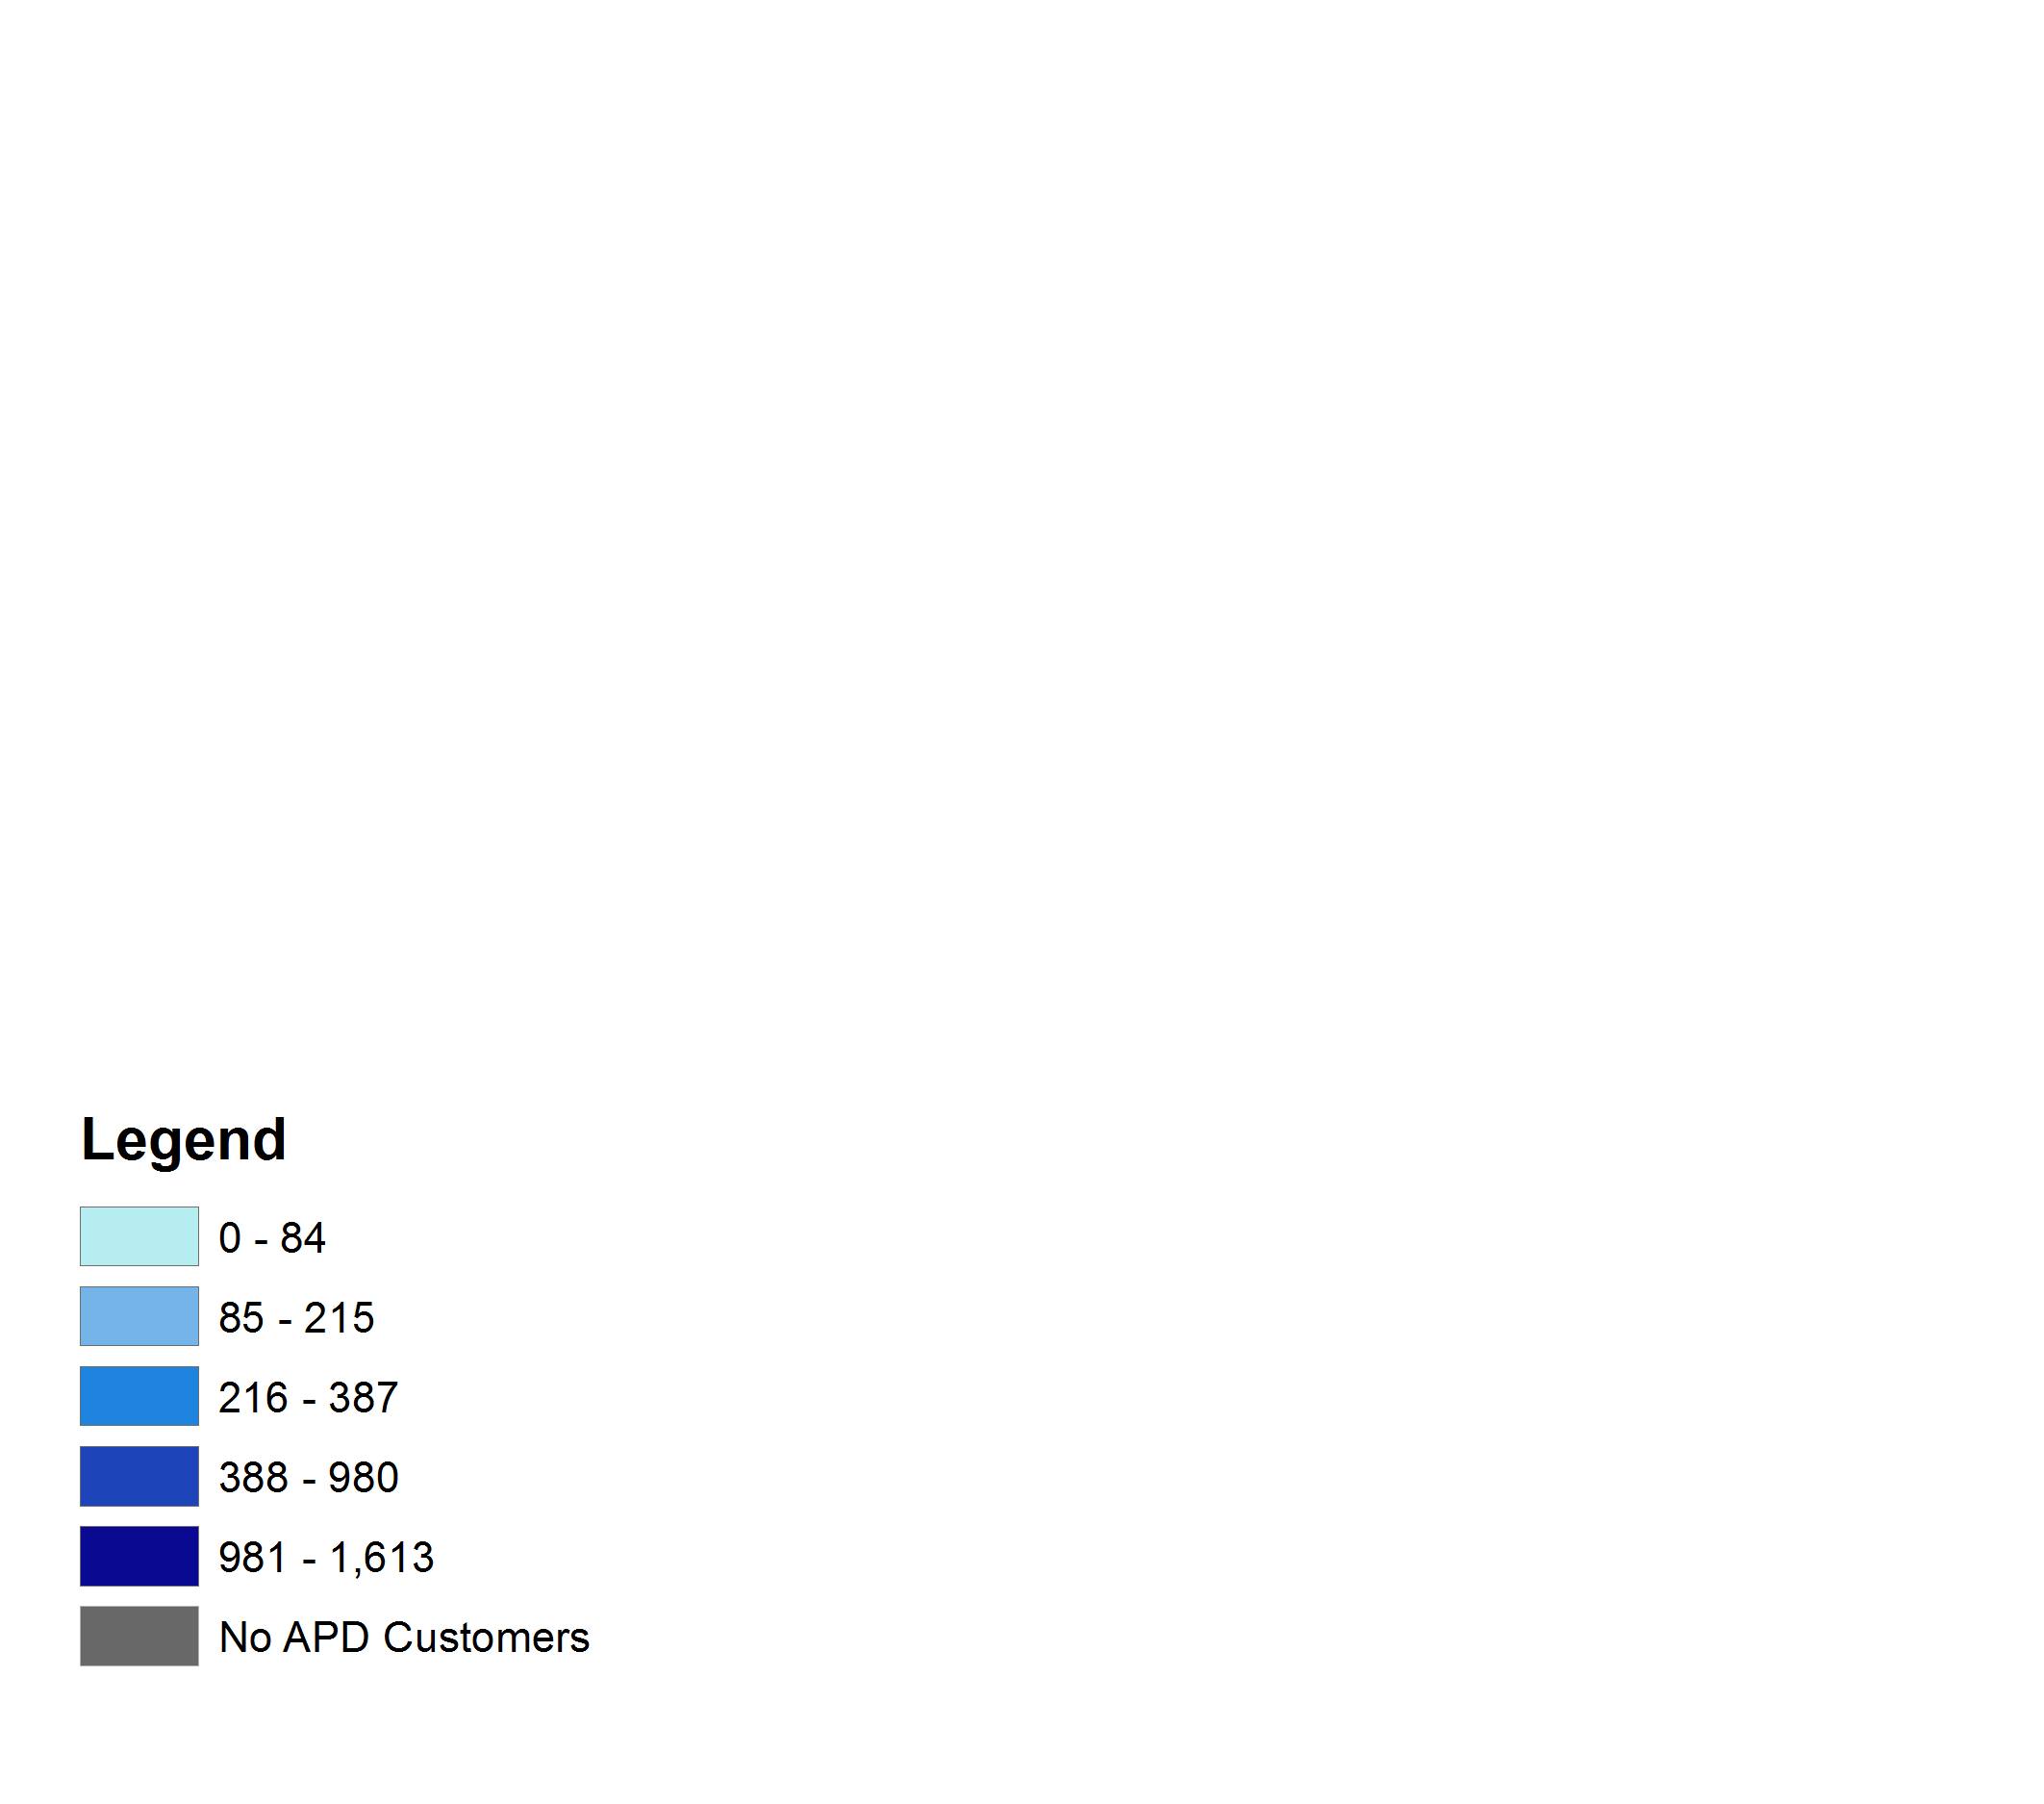 Legend
0 - 84
85 - 215
216 - 387
388 - 980
981 - 1,613
No APD Customers